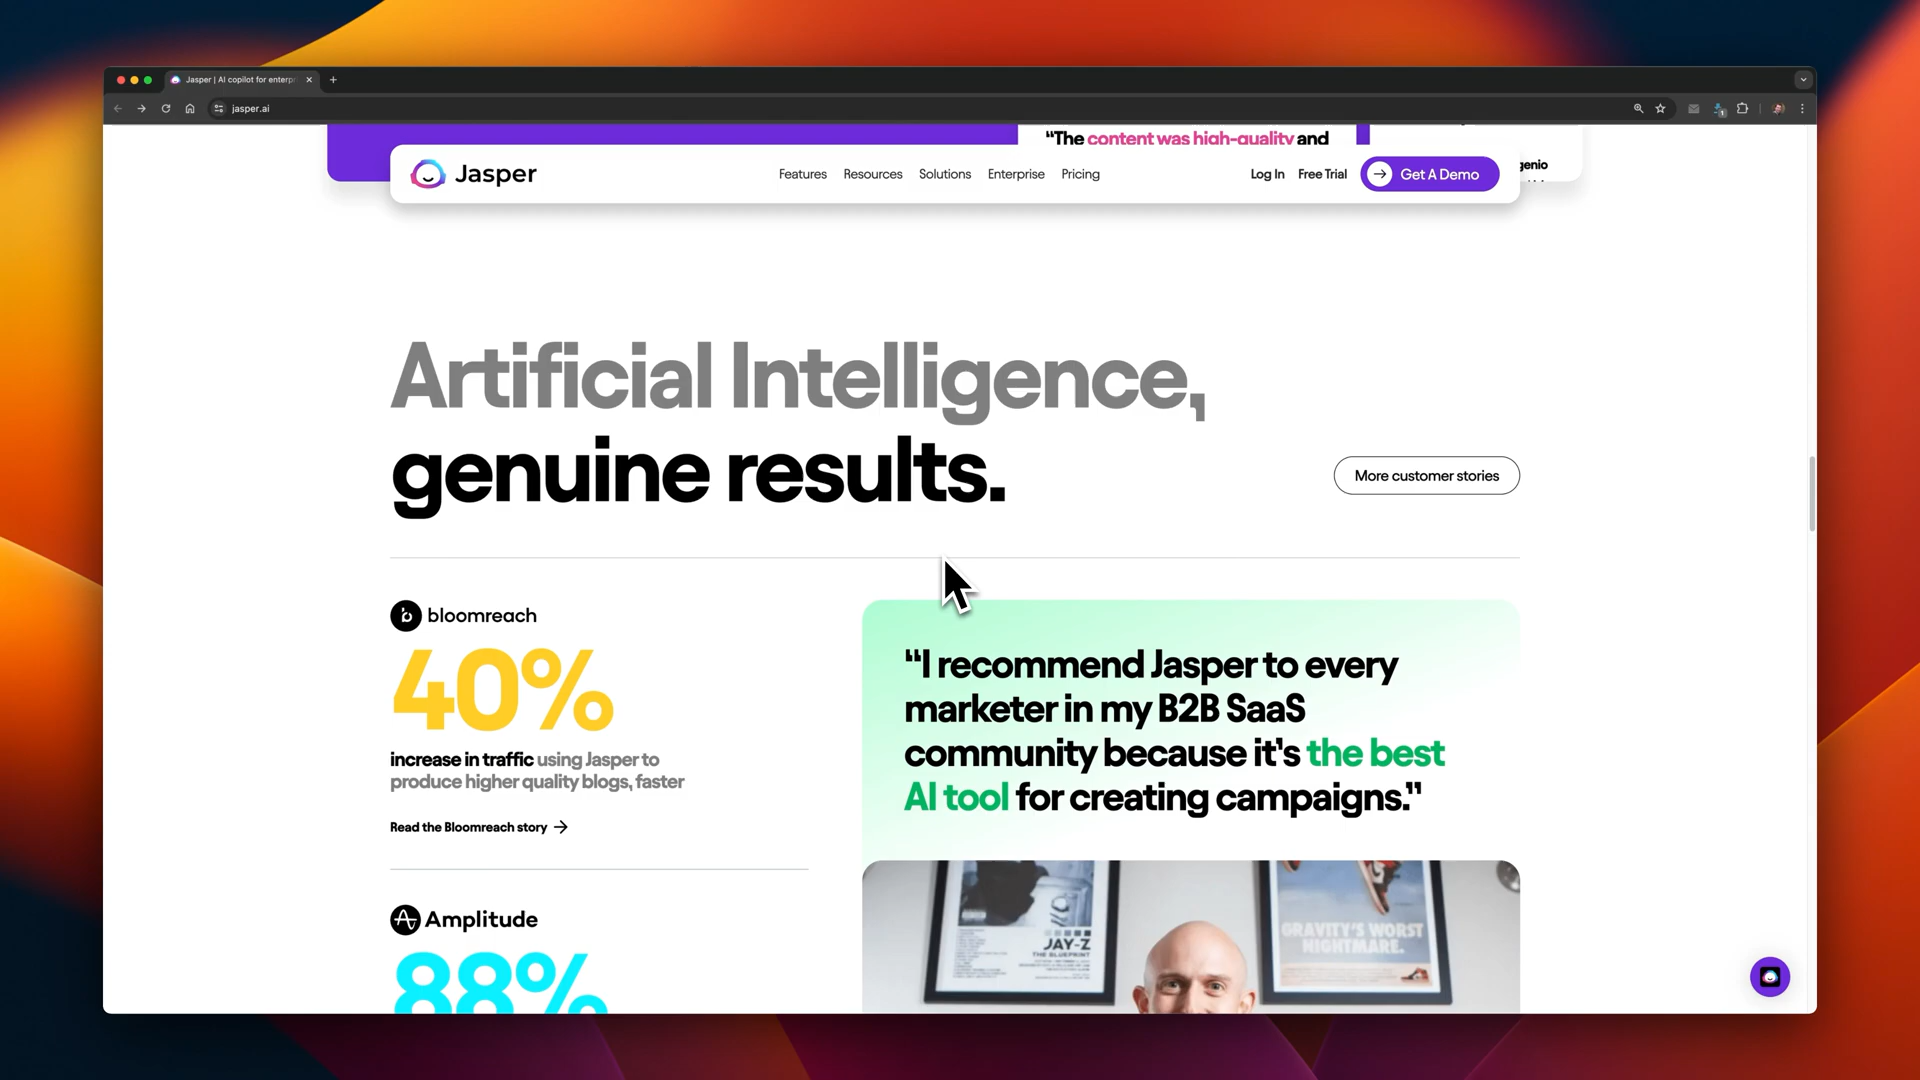 Jasper | AI copilot for enterpr
jasper.ai
“The content was high-quality and
genio
Jasper
Features
Resources
Solutions
Enterprise
Pricing
Log In
Free Trial
Get A Demo
Artificial Intelligence,
genuine results.
More customer stories
bloomreach
40%
increase in traffic using Jasper to
produce higher quality blogs, faster
Read the Bloomreach story
Amplitude
88%
“I recommend Jasper to every
marketer in my B2B SaaS
community because it’s the best
AI tool for creating campaigns.”
JAY-Z
THE BLUEPRINT
GRAVITY’S WORST
NIGHTMARE.